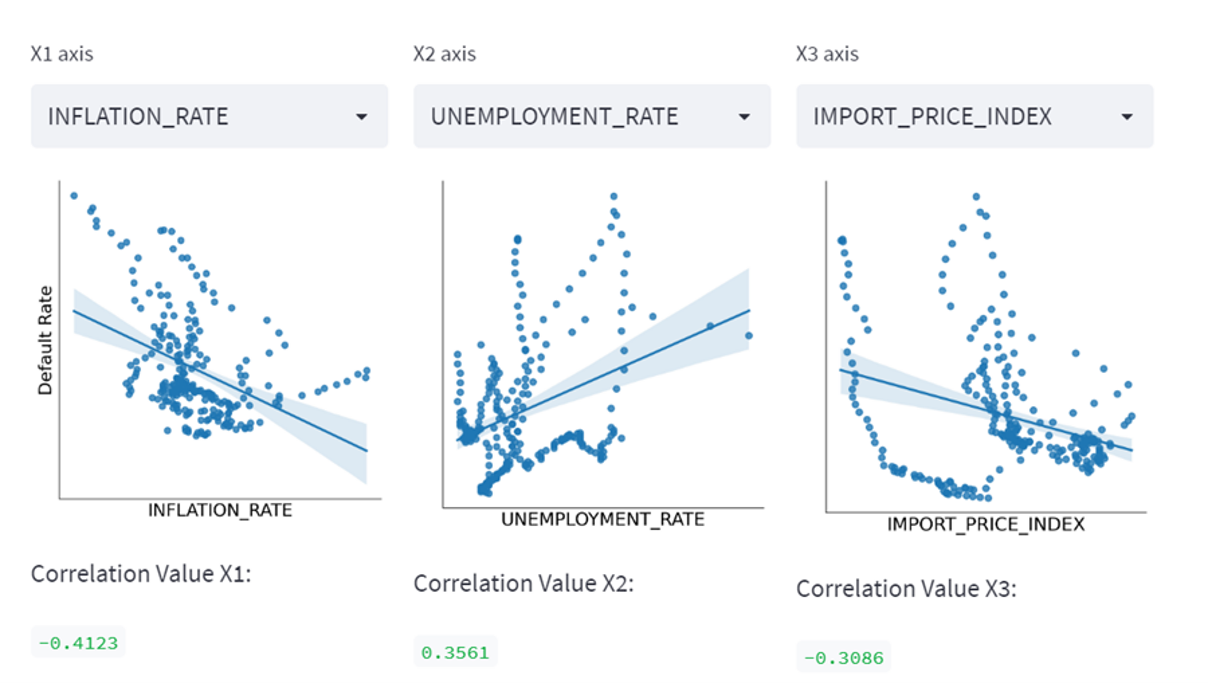 X1 axis
X2 axis
X3 axis
INFLATION_RATE
UNEMPLOYMENT_RATE
IMPORT_PRICE_INDEX
Default Rate
INFLATION_RATE
UNEMPLOYMENT_RATE
IMPORT_PRICE_INDEX
Correlation Value X1:
Correlation Value X2:
Correlation Value X3:
-0.4123
0.3561
-0.3086